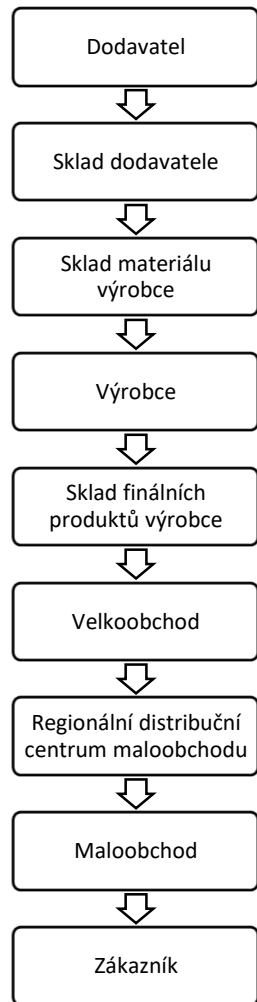 Dodavatel
Sklad dodavatele
Sklad materiálu
výrobce
Výrobce
Sklad finálních
produktů výrobce
Velkoobchod
Regionální distribuční
centrum maloobchodu
Maloobchod
Zákazník